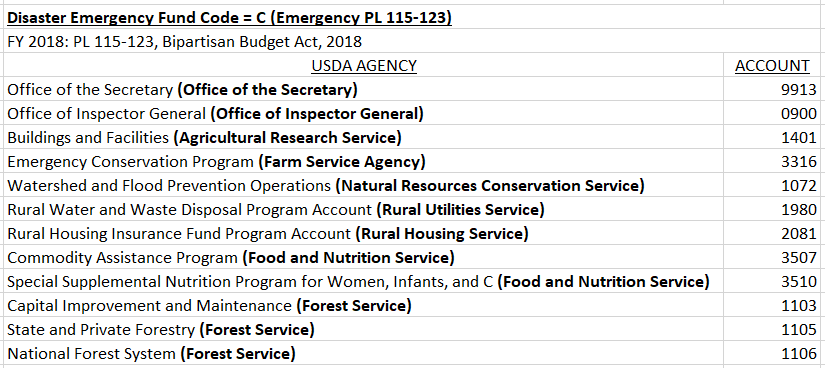 Disaster Emergency Fund Code = C (Emergency PL 115-123)
FY 2018: PL 115-123, Bipartisan Budget Act, 2018
USDA AGENCY ACCOUNT
Office of the Secretary (Office of the Secretary) 9913
Office of Inspector General (Office of Inspector General) 0900
Buildings and Facilities (Agricultural Research Service) 1401
Emergency Conservation Program (Farm Service Agency) 3316
Watershed and Flood Prevention Operations (Natural Resources Conservation Service) 1072
Rural Water and Waste Disposal Program Account (Rural Utilities Service) 1980
Rural Housing Insurance Fund Program Account (Rural Housing Service) 2081
Commodity Assistance Program (Food and Nutrition Service) 3507
Special Supplemental Nutrition Program for Women, Infants, and C (Food and Nutrition Service) 3510
Capital Improvement and Maintenance (Forest Service) 1103
State and Private Forestry (Forest Service) 1105
National Forest System (Forest Service) 1106